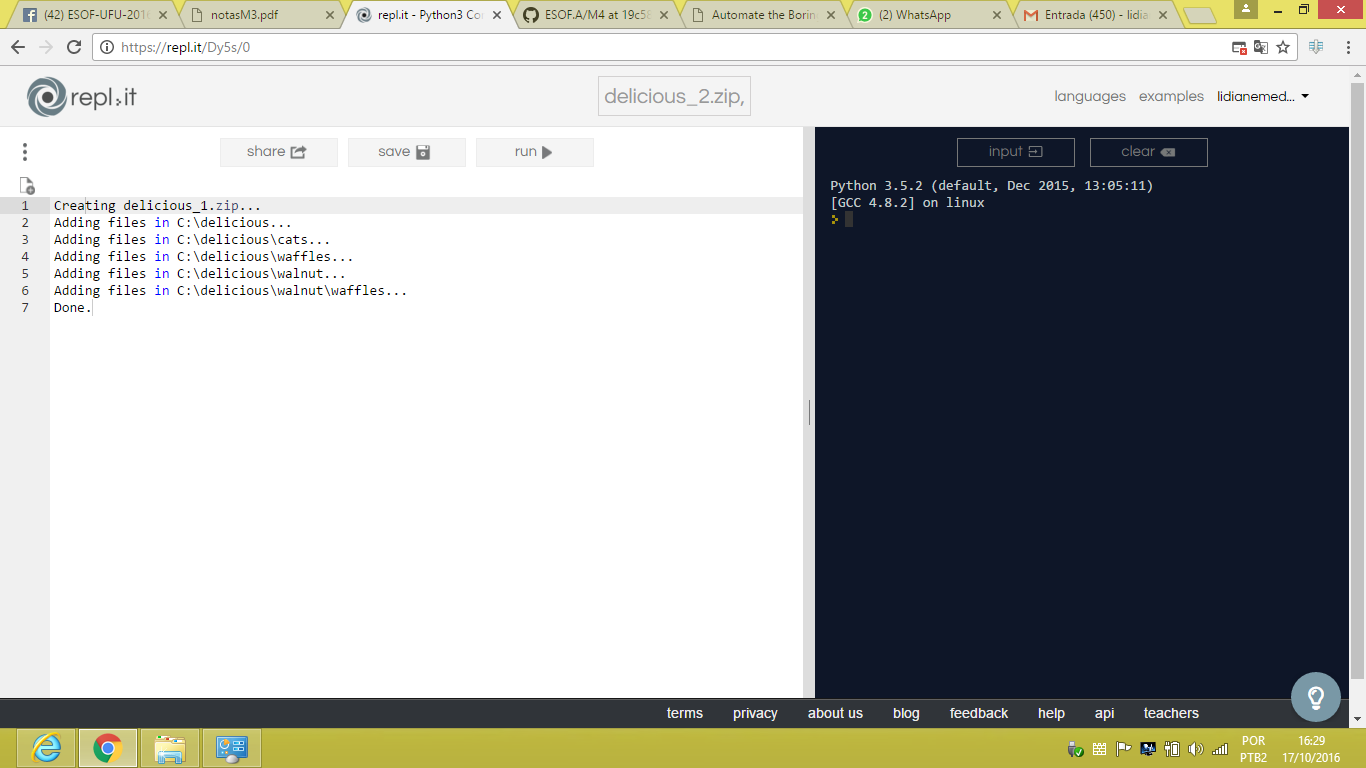 (42) ESOF-UFU-2016
notasM3.pdf
repl.it - Python3 Con
ESOF.A/M4 at 19c58
Automate the Boring
(2) WhatsApp
Entrada (450) - lidia
https://repl.it/Dy5s/0
repl.it
delicious_2.zip,
languages
examples
lidianemed...
share
save
run
input
clear
1 Creating delicious_1.zip...
2 Adding files in C:\delicious...
3 Adding files in C:\delicious\cats...
4 Adding files in C:\delicious\waffles...
5 Adding files in C:\delicious\walnut...
6 Adding files in C:\delicious\walnut\waffles...
7 Done.
Python 3.5.2 (default, Dec 2015, 13:05:11)
[GCC 4.8.2] on linux
terms
privacy
about us
blog
feedback
help
api
teachers
POR
PTB2
16:29
17/10/2016